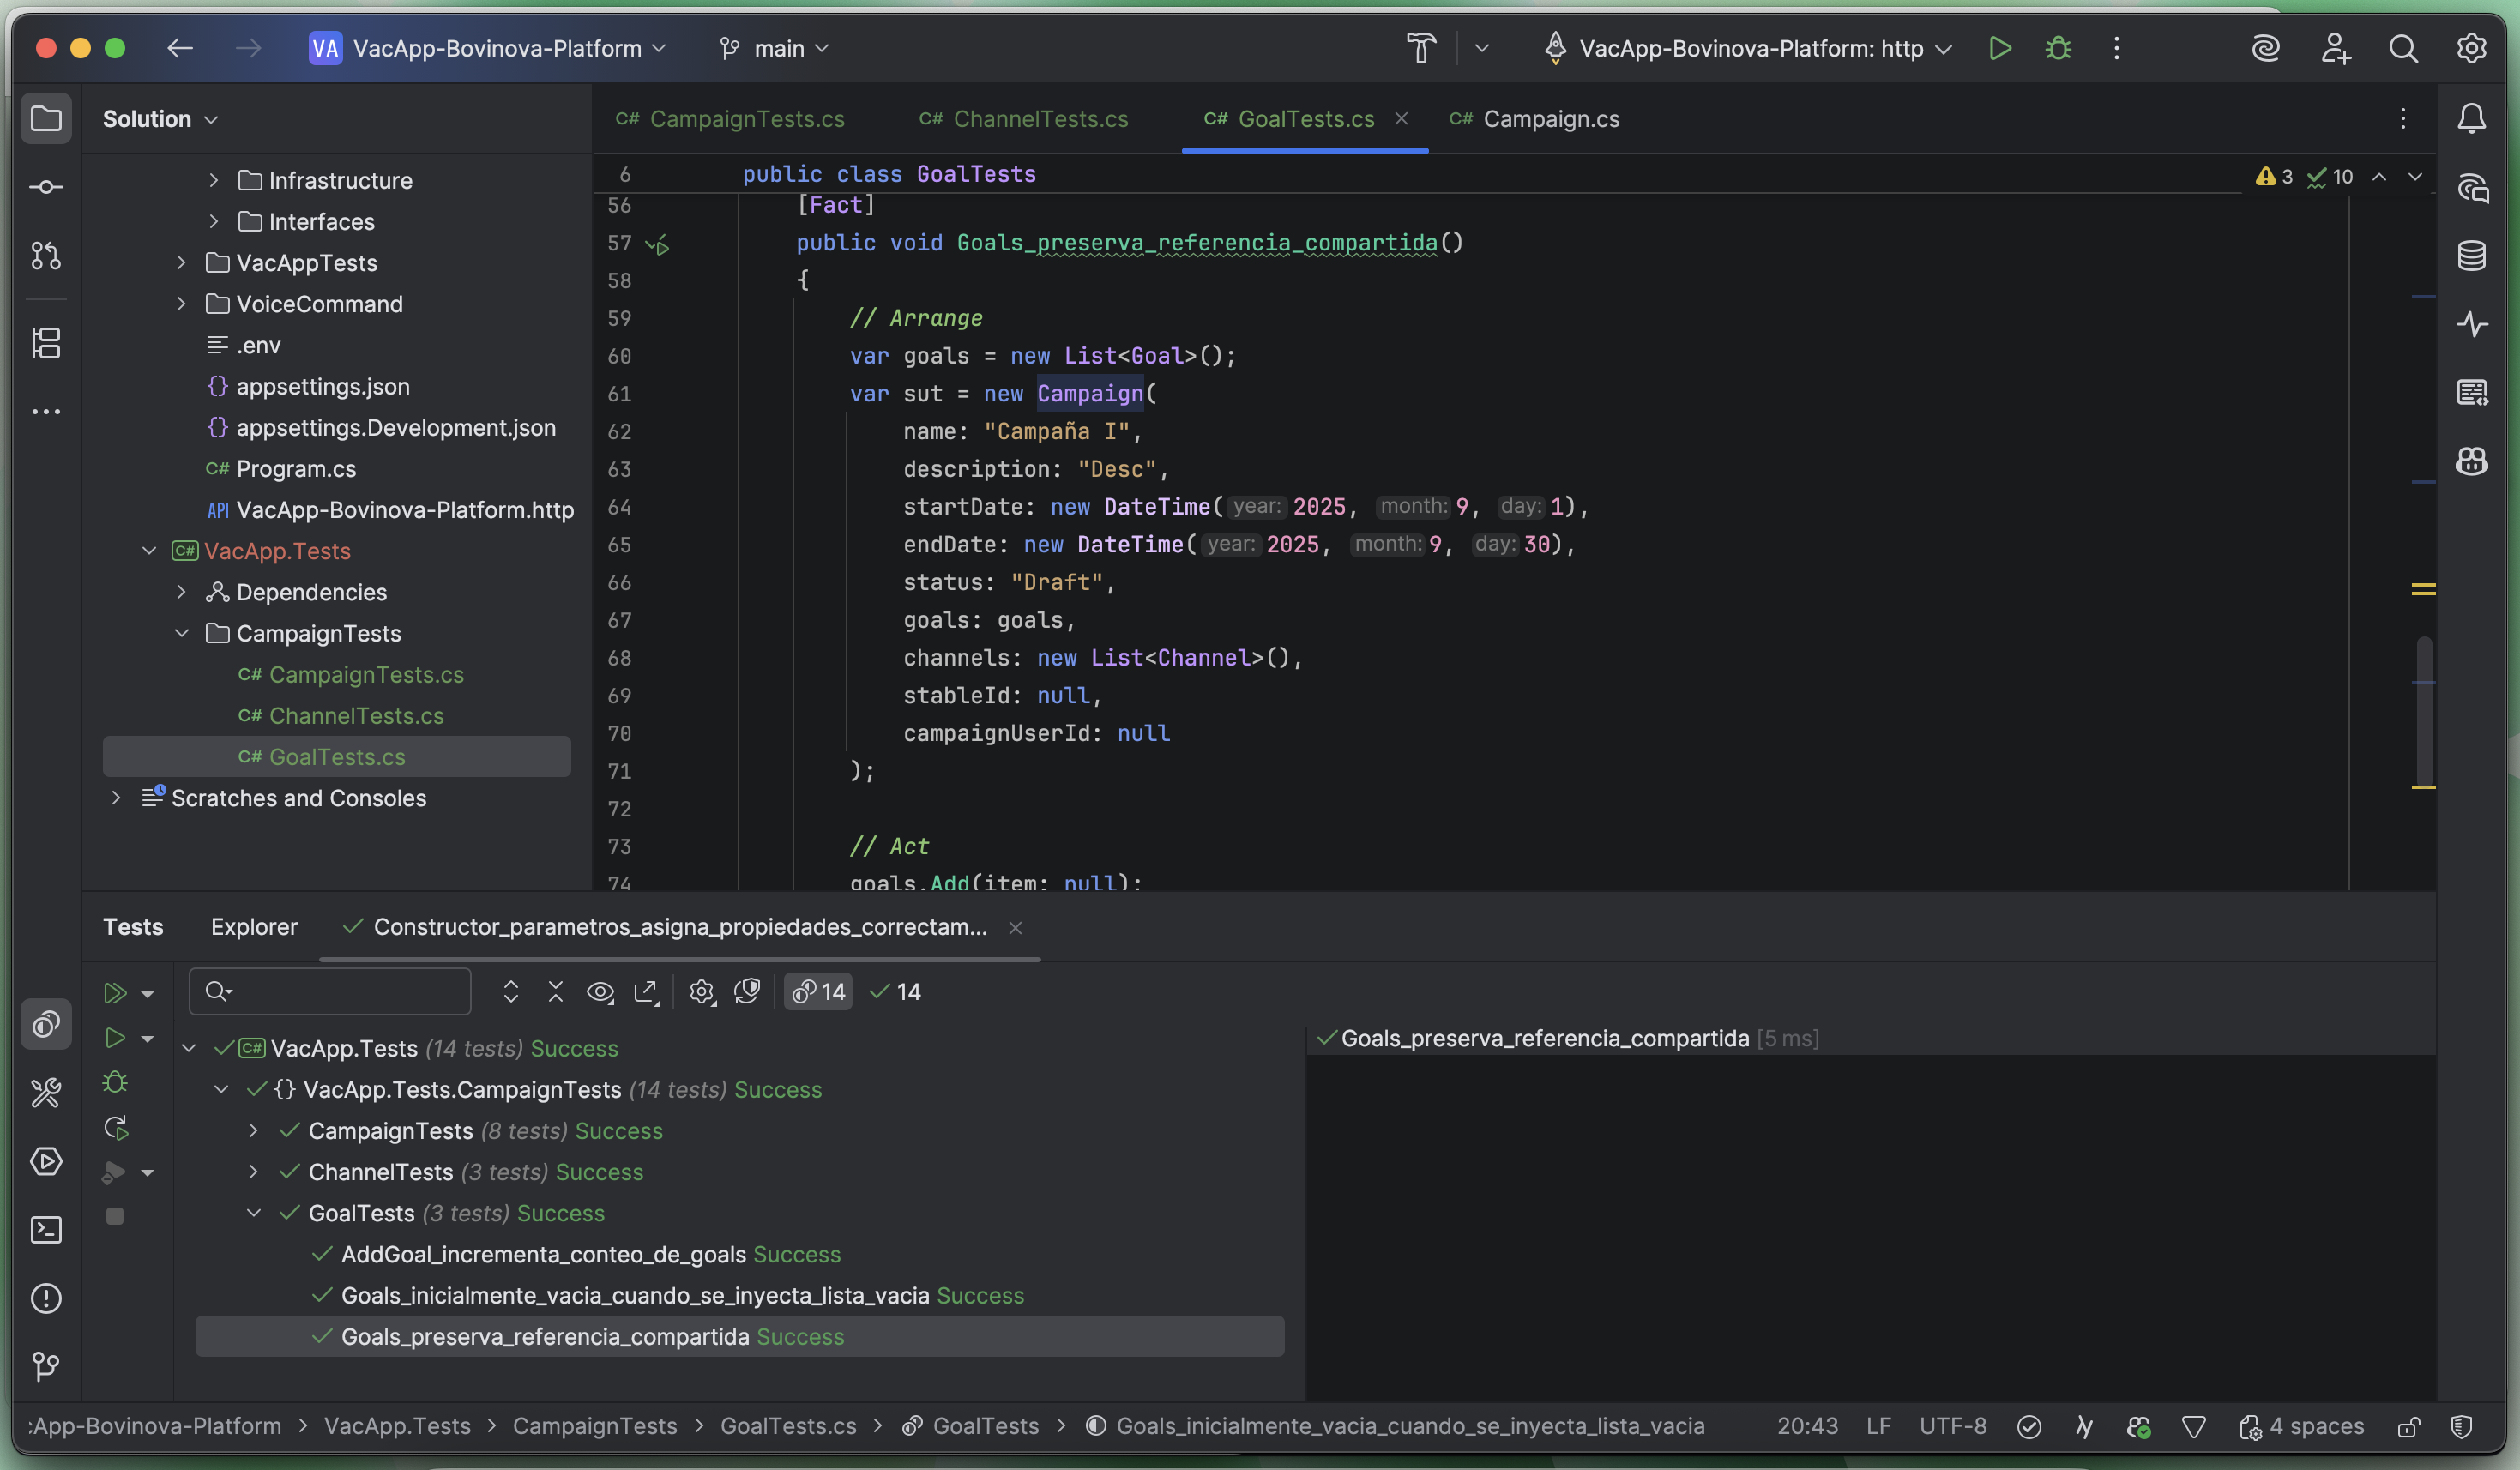 VA VacApp-Bovinova-Platform main VacApp-Bovinova-Platform: http
Solution
Infrastructure
Interfaces
VacAppTests
VoiceCommand
.env
{} appsettings.json
{} appsettings.Development.json
C# Program.cs
API VacApp-Bovinova-Platform.http
C# VacApp.Tests
Dependencies
CampaignTests
C# CampaignTests.cs
C# ChannelTests.cs
C# GoalTests.cs
Scratches and Consoles
C# CampaignTests.cs C# ChannelTests.cs C# GoalTests.cs C# Campaign.cs
6 public class GoalTests 3 10
56 [Fact]
57 public void Goals_preserva_referencia_compartida()
58 {
59 // Arrange
60 var goals = new List<Goal>();
61 var sut = new Campaign(
62 name: "Campaña I",
63 description: "Desc",
64 startDate: new DateTime( year: 2025, month: 9, day: 1),
65 endDate: new DateTime( year: 2025, month: 9, day: 30),
66 status: "Draft",
67 goals: goals,
68 channels: new List<Channel>(),
69 stableId: null,
70 campaignUserId: null
71 );
72
73 // Act
74 goals.Add(item: null);
Tests Explorer Constructor_parametros_asigna_propiedades_correctam...
14 14
C# VacApp.Tests (14 tests) Success
{} VacApp.Tests.CampaignTests (14 tests) Success
CampaignTests (8 tests) Success
ChannelTests (3 tests) Success
GoalTests (3 tests) Success
AddGoal_incrementa_conteo_de_goals Success
Goals_inicialmente_vacia_cuando_se_inyecta_lista_vacia Success
Goals_preserva_referencia_compartida Success
Goals_preserva_referencia_compartida [5 ms]
cApp-Bovinova-Platform > VacApp.Tests > CampaignTests > GoalTests.cs > GoalTests > Goals_inicialmente_vacia_cuando_se_inyecta_lista_vacia 20:43 LF UTF-8 4 spaces